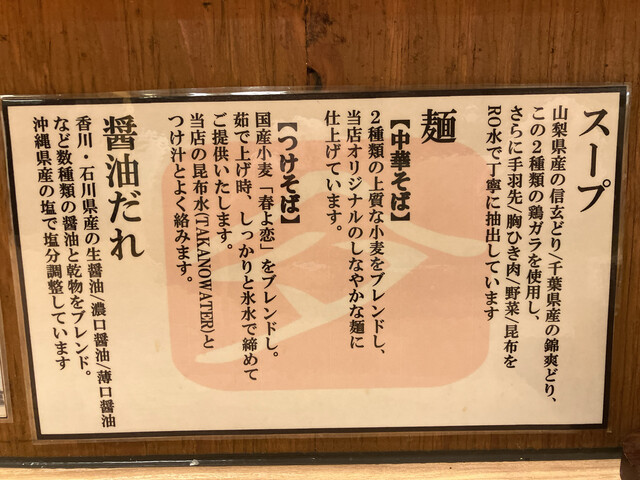 スープ
山梨県産の信玄どり/千葉県産の錦爽どり、
この2種類の鶏ガラを使用し、
さらに手羽先/胸ひき肉/野菜/昆布を
RO水で丁寧に抽出しています
麺
【中華そば】
2種類の上質な小麦をブレンドし、
当店オリジナルのしなやかな麺に
仕上げています。
【つけそば】
国産小麦「春よ恋」をブレンドし。
茹で上げ時、しっかりと氷水で締めて
ご提供いたします。
当店の昆布水(TAKANOWATER)と
つけ汁とよく絡みます。
醤油だれ
香川・石川県産の生醤油/濃口醤油/薄口醤油
など数種類の醤油と乾物をブレンド。
沖縄県産の塩で塩分調整しています